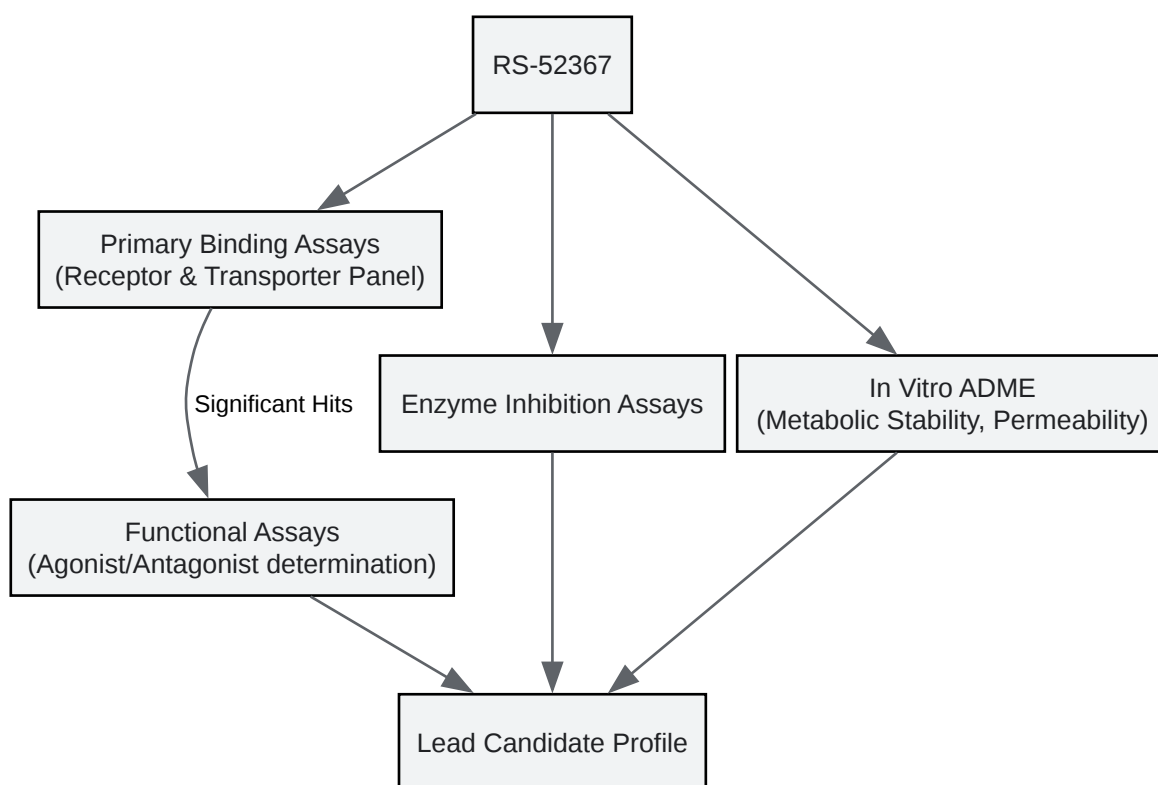 RS-52367
Primary Binding Assays
(Receptor & Transporter Panel)
Significant Hits
Enzyme Inhibition Assays
In Vitro ADME
(Metabolic Stability, Permeability)
Functional Assays
(Agonist/Antagonist determination)
Lead Candidate Profile